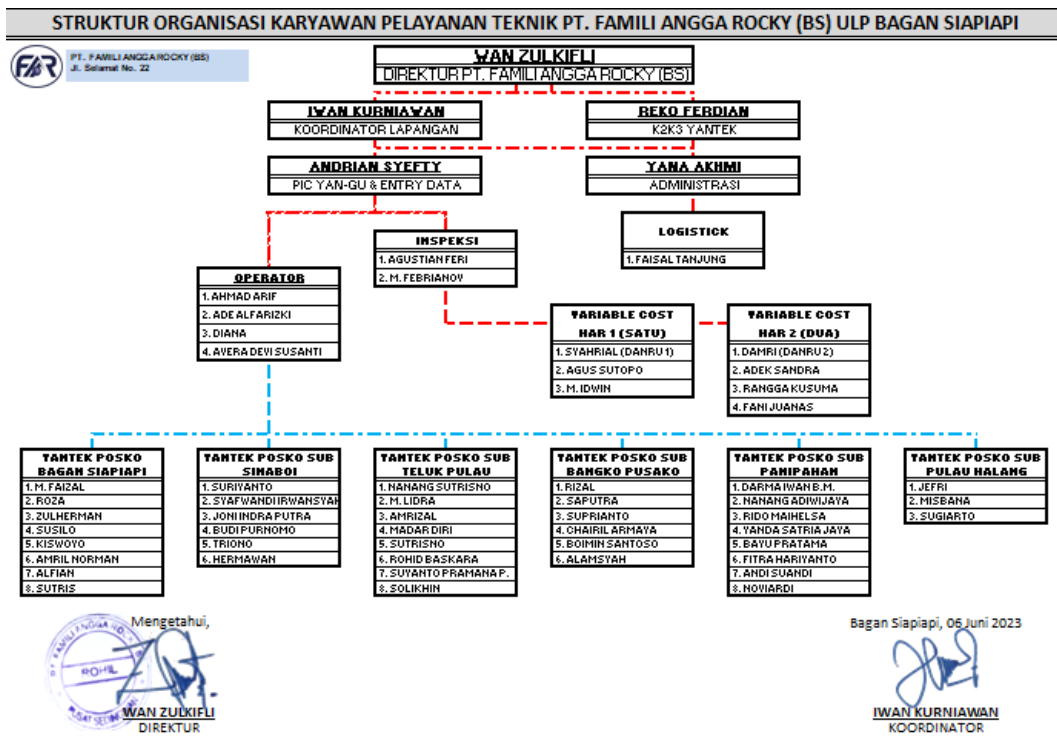 STRUKTUR ORGANISASI KARYAWAN PELAYANAN TEKNIK PT. FAMILI ANGGA ROCKY (BS) ULP BAGAN SIAPIAPI
FAR
PT. FAMILI ANGGA ROCKY (BS)
Jl. Selamat No. 22
WAN ZULKIFLI
DIREKTUR PT. FAMILI ANGGA ROCKY (BS)
IWAN KURNIAWAN
KOORDINATOR LAPANGAN
REKO FERDIAN
K2K3 YANTEK
ANDRIAN SYEFTY
PIC YAN-GU & ENTRY DATA
YANA AKHMI
ADMINISTRASI
LOGISTICK
1. FAISAL TANJUNG
INSPEKSI
1. AGUSTIAN FERI
2. M. FEBRIANOV
OPERATOR
1. AHMAD ARIF
2. ADE ALFARIZKI
3. DIANA
4. AVERA DEVI SUSANTI
VARIABLE COST
HAR 1 (SATU)
1. SYAHRIAL (DANRU 1)
2. AGUS SUTOPO
3. M. IDWIN
VARIABLE COST
HAR 2 (DUA)
1. DAMRI (DANRU 2)
2. ADEK SANDRA
3. RANGGA KUSUMA
4. FANI JUANAS
YANTEK POSKO
BAGAN SIAPIAPI
1. M. FAIZAL
2. ROZA
3. ZULHERMAN
4. SUSILO
5. KISWOYO
6. AMRIL NORMAN
7. ALFIAN
8. SUTRIS
YANTEK POSKO SUB
SINABOI
1. SURIYANTO
2. SYAFWANDI IRWANSYAH
3. JONI INDRA PUTRA
4. BUDI PURNOMO
5. TRIONO
6. HERMAWAN
YANTEK POSKO SUB
TELUK PULAU
1. NANANG SUTRISNO
2. M. LIDRA
3. AMRIZAL
4. MADAR DIRI
5. SUTRISNO
6. ROHID BASKARA
7. SUYANTO PRAMANA P.
8. SOLIKHIN
YANTEK POSKO SUB
BANGKO PUSAKO
1. RIZAL
2. SAPUTRA
3. SUPRIANTO
4. CHAIRIL ARMAYA
5. BOIMIN SANTOSO
6. ALAMSYAH
YANTEK POSKO SUB
PANIPAHAN
1. DARMA IWAN B.M.
2. NANANG ADIWIJAYA
3. RIDO MAIHELSA
4. YANDA SATRIA JAYA
5. BAYU PRATAMA
6. FITRA HARIYANTO
7. ANDI SUANDI
8. NOVIARDI
YANTEK POSKO SUB
PULAU HALANG
1. JEFRI
2. MISBANA
3. SUGIARTO
Mengetahui,
ROHIL
WAN ZULKIFLI
DIREKTUR
Bagan Siapiapi, 06 Juni 2023
IWAN KURNIAWAN
KOORDINATOR